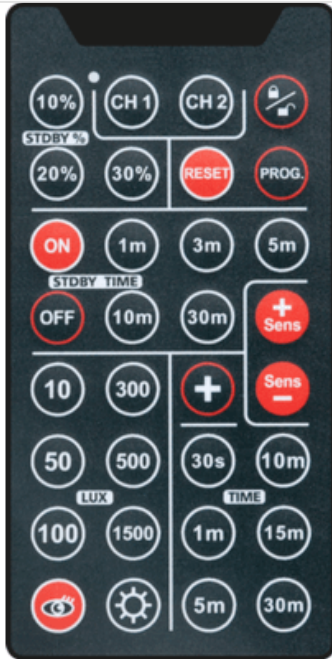 10% CH 1 CH 2
STDBY %
20% 30% RESET PROG.
ON 1m 3m 5m
STDBY TIME
OFF 10m 30m + Sens
10 300 + Sens −
50 500 30s 10m
LUX TIME
100 1500 1m 15m
5m 30m